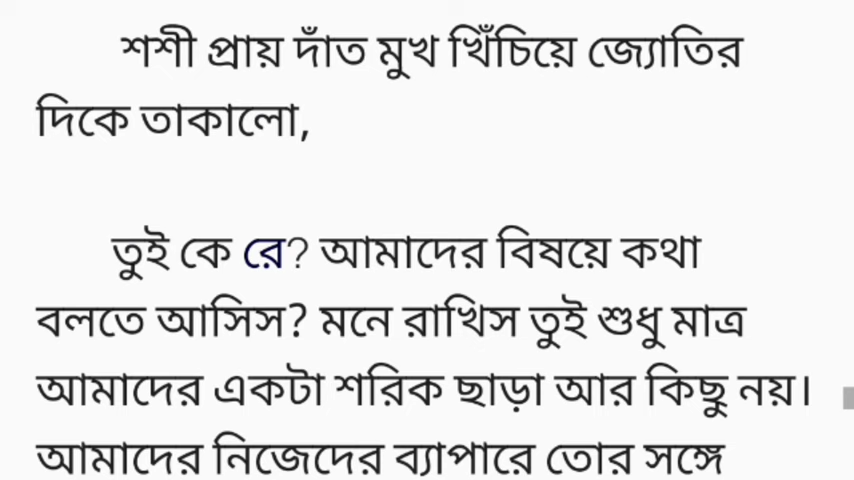 শশী প্রায় দাঁত মুখ খিঁচিয়ে জ্যোতির
দিকে তাকালো,
তুই কে রে? আমাদের বিষয়ে কথা
বলতে আসিস? মনে রাখিস তুই শুধু মাত্র
আমাদের একটা শরিক ছাড়া আর কিছু নয়।
আমাদের নিজেদের ব্যাপারে তোর সঙ্গে